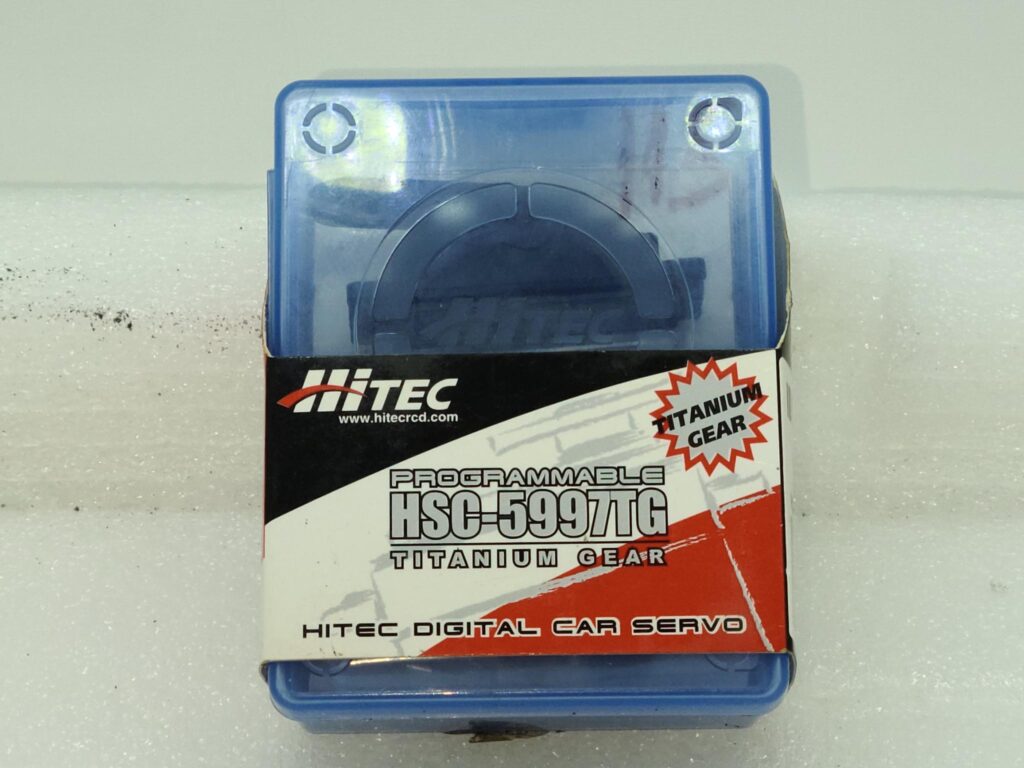 HiTEC
HiTEC
www.hitecrcd.com
TITANIUM
GEAR
PROGRAMMABLE
HSC-5997TG
TITANIUM GEAR
HITEC DIGITAL CAR SERVO